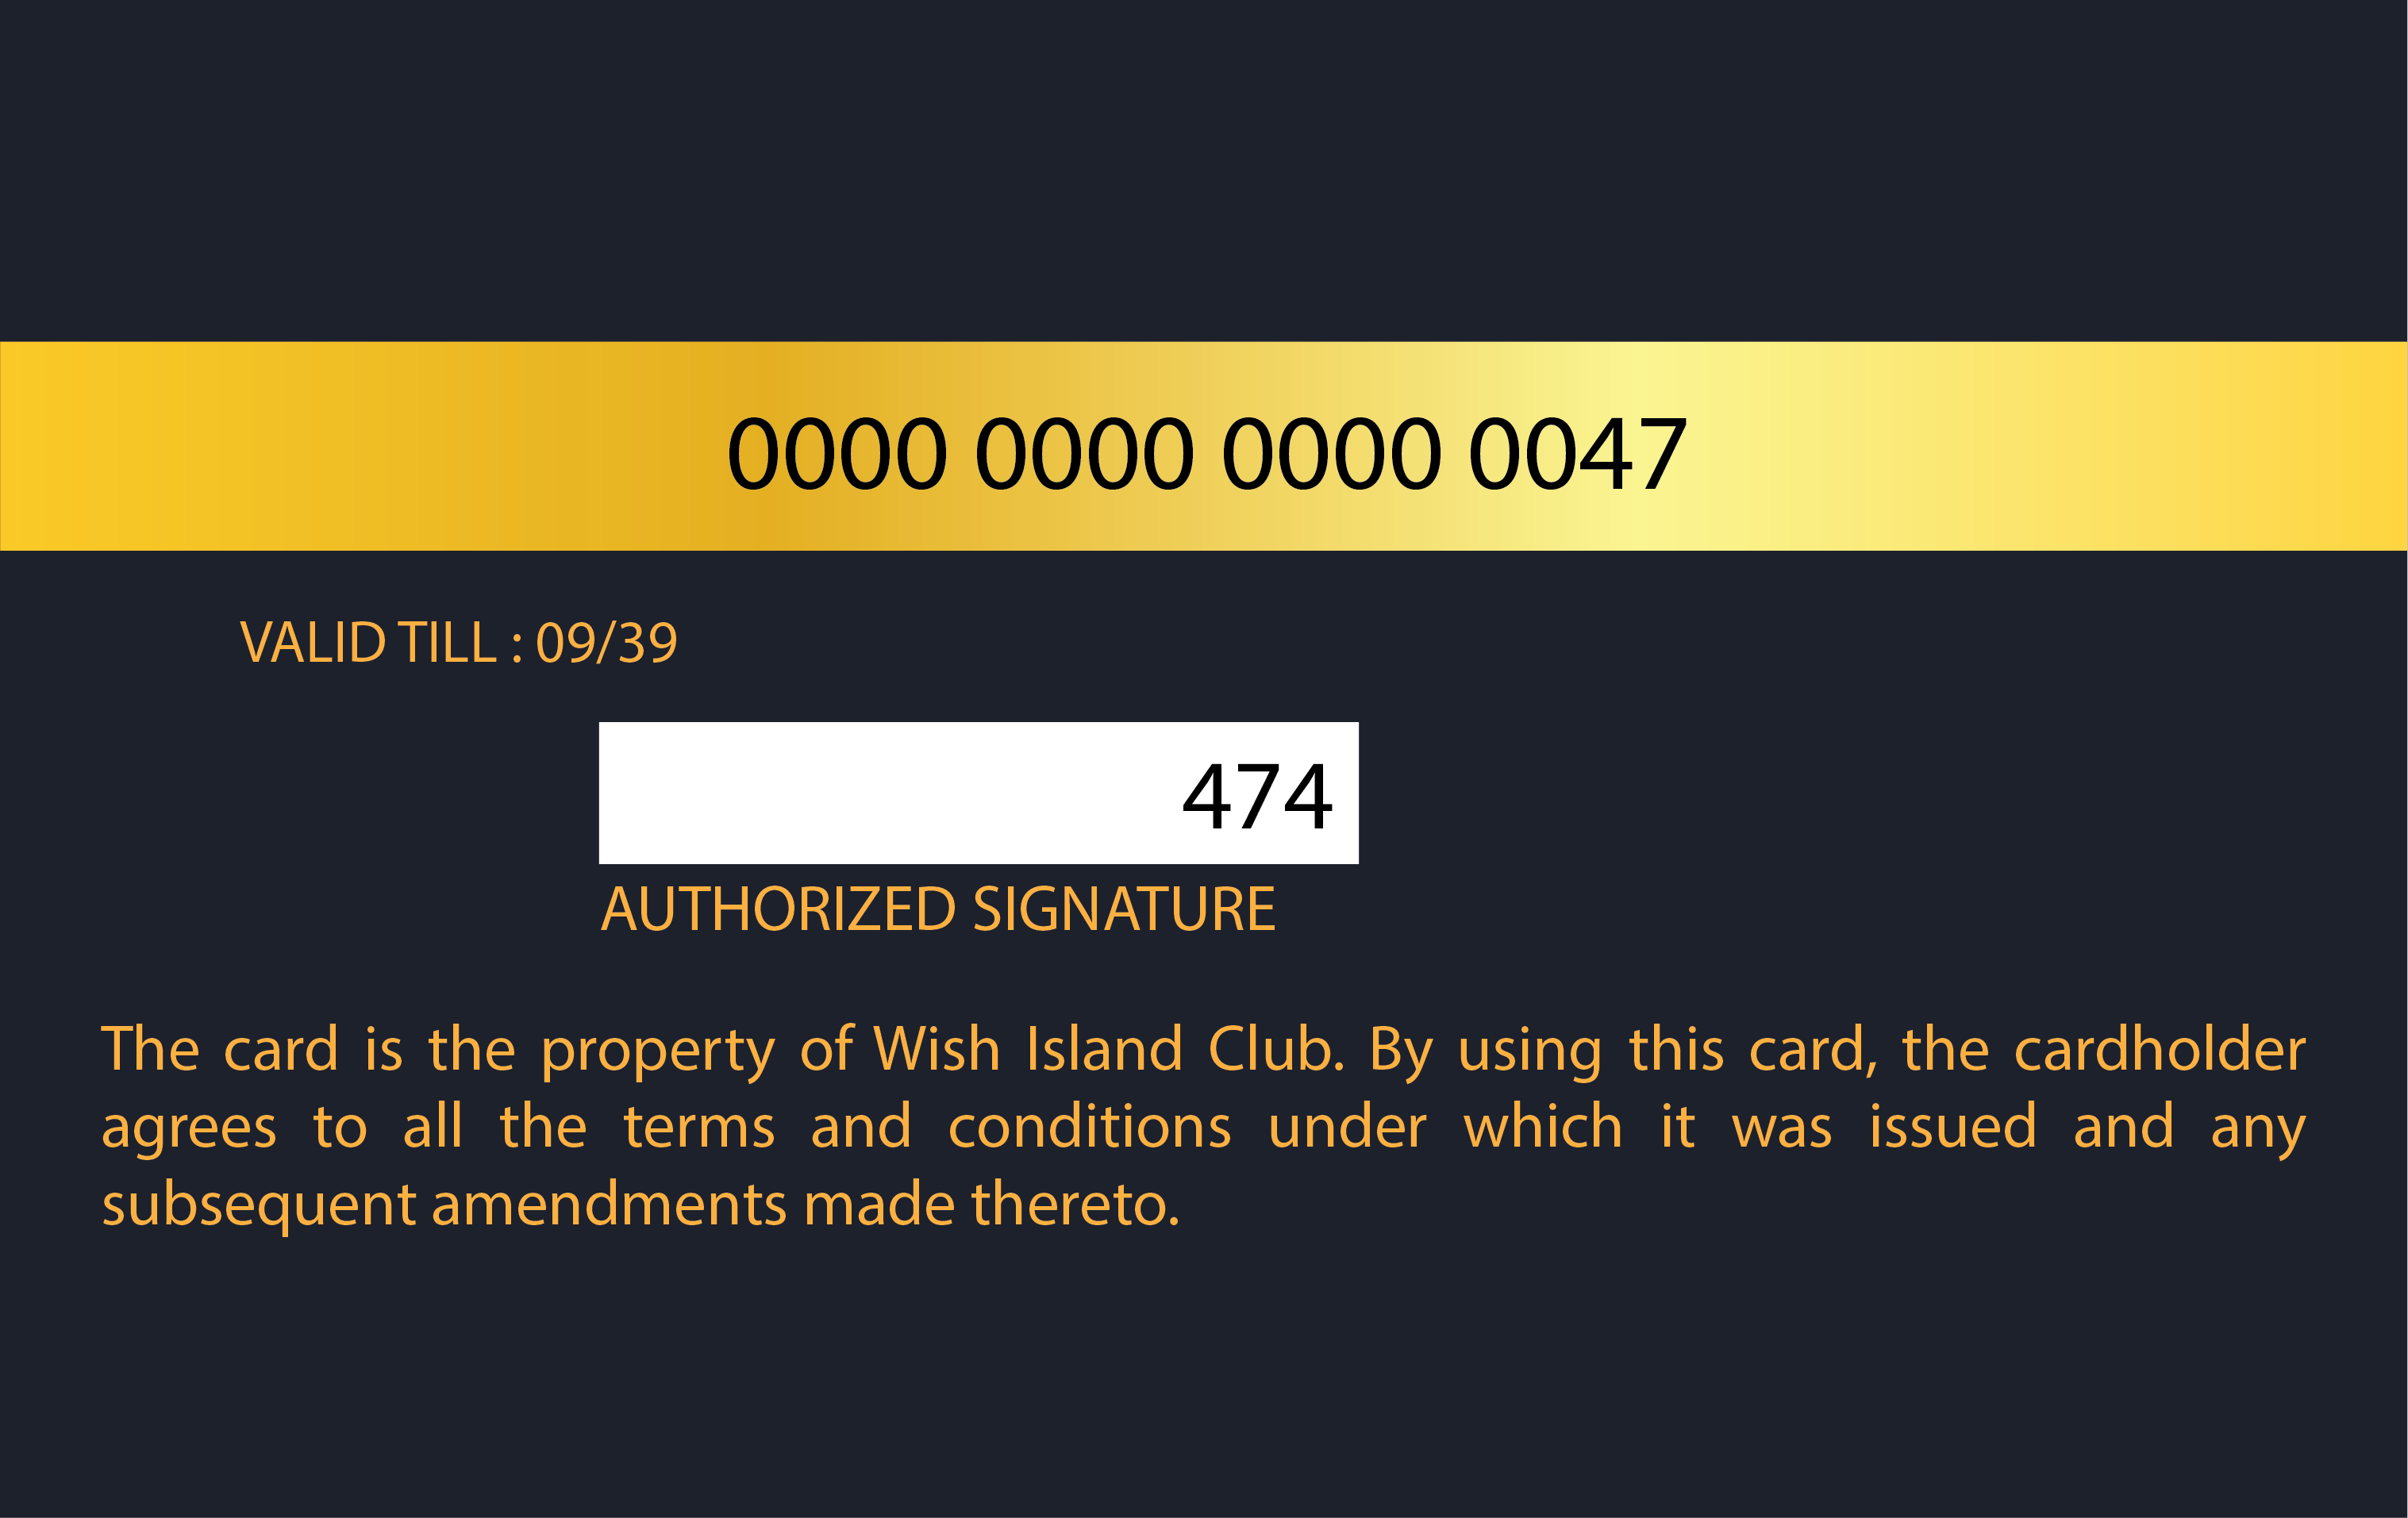 0000 0000 0000 0047
VALID TILL : 09/39
474
AUTHORIZED SIGNATURE
The card is the property of Wish Island Club. By using this card, the cardholder
agrees to all the terms and conditions under which it was issued and any
subsequent amendments made thereto.